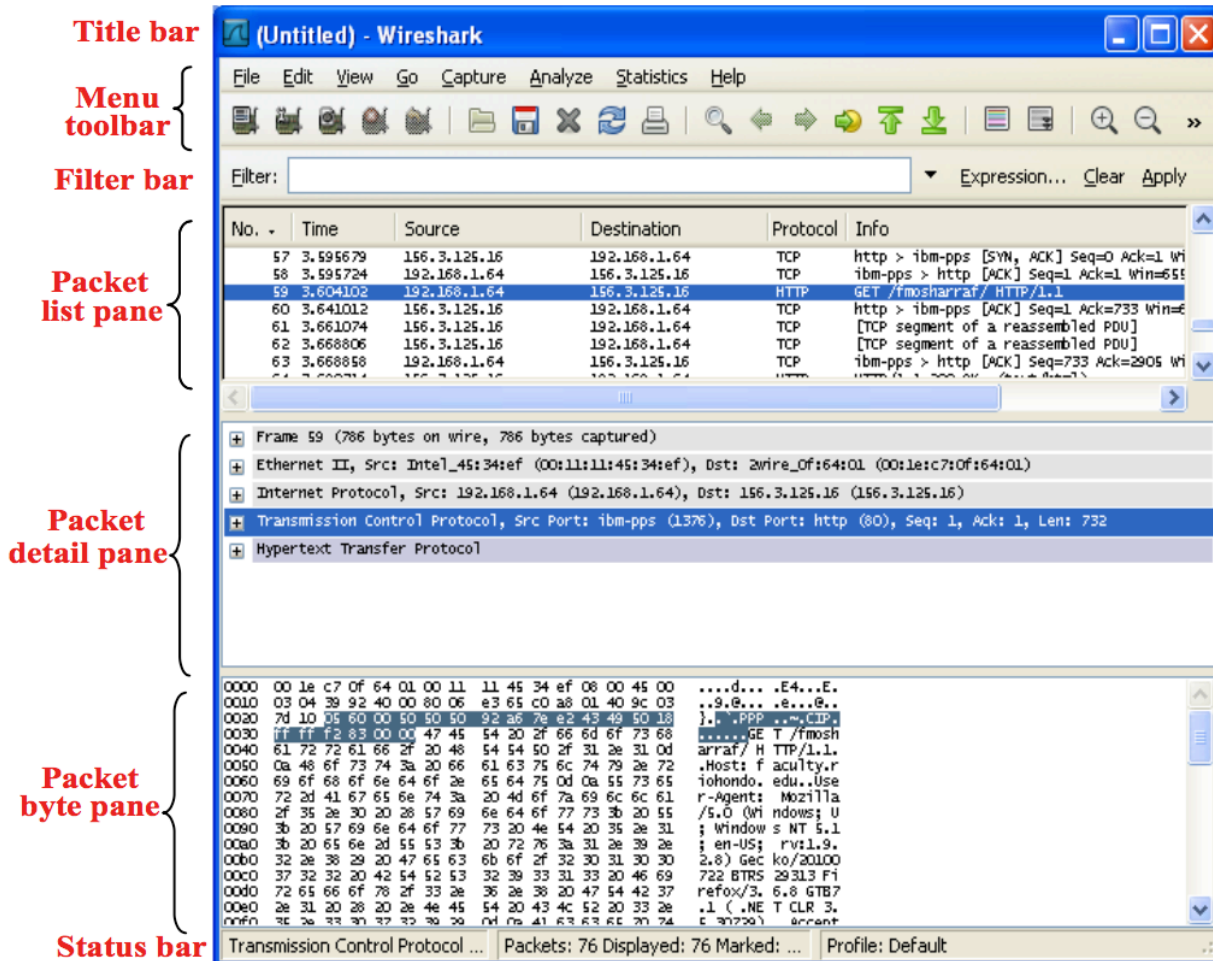 Title bar
(Untitled) - Wireshark
Menu toolbar
File Edit View Go Capture Analyze Statistics Help
»
Filter bar
Filter: Expression... Clear Apply
Packet list pane
No. Time Source Destination Protocol Info
57 3.595679 156.3.125.16 192.168.1.64 TCP http > ibm-pps [SYN, ACK] Seq=0 Ack=1 Wi
58 3.595724 192.168.1.64 156.3.125.16 TCP ibm-pps > http [ACK] Seq=1 Ack=1 Win=655
59 3.604102 192.168.1.64 156.3.125.16 HTTP GET /fmosharraf/ HTTP/1.1
60 3.641012 156.3.125.16 192.168.1.64 TCP http > ibm-pps [ACK] Seq=1 Ack=733 Win=6
61 3.661074 156.3.125.16 192.168.1.64 TCP [TCP segment of a reassembled PDU]
62 3.668806 156.3.125.16 192.168.1.64 TCP [TCP segment of a reassembled PDU]
63 3.668858 192.168.1.64 156.3.125.16 TCP ibm-pps > http [ACK] Seq=733 Ack=2905 Wi
Packet detail pane
Frame 59 (786 bytes on wire, 786 bytes captured)
Ethernet II, Src: Intel_45:34:ef (00:11:11:45:34:ef), Dst: 2wire_0f:64:01 (00:1e:c7:0f:64:01)
Internet Protocol, Src: 192.168.1.64 (192.168.1.64), Dst: 156.3.125.16 (156.3.125.16)
Transmission Control Protocol, Src Port: ibm-pps (1376), Dst Port: http (80), Seq: 1, Ack: 1, Len: 732
Hypertext Transfer Protocol
Packet byte pane
0000 00 1e c7 0f 64 01 00 11 11 45 34 ef 08 00 45 00 ....d... .E4...E.
0010 03 04 39 92 40 00 80 06 e3 65 c0 a8 01 40 9c 03 ..9.@... .e...@..
0020 7d 10 05 60 00 50 50 50 92 a6 7e e2 43 49 50 18 }..`.PPP ..~.CIP.
0030 ff ff f2 83 00 00 47 45 54 20 2f 66 6d 6f 73 68 ......GE T /fmosh
0040 61 72 72 61 66 2f 20 48 54 54 50 2f 31 2e 31 0d arraf/ H TTP/1.1.
0050 0a 48 6f 73 74 3a 20 66 61 63 75 6c 74 79 2e 72 .Host: f aculty.r
0060 69 6f 68 6f 6e 64 6f 2e 65 64 75 0d 0a 55 73 65 iohondo. edu..Use
0070 72 2d 41 67 65 6e 74 3a 20 4d 6f 7a 69 6c 6c 61 r-Agent: Mozilla
0080 2f 35 2e 30 20 28 57 69 6e 64 6f 77 73 3b 20 55 /5.0 (Wi ndows; U
0090 3b 20 57 69 6e 64 6f 77 73 20 4e 54 20 35 2e 31 ; Window s NT 5.1
00a0 3b 20 65 6e 2d 55 53 3b 20 72 76 3a 31 2e 39 2e ; en-US; rv:1.9.
00b0 32 2e 38 29 20 47 65 63 6b 6f 2f 32 30 31 30 30 2.8) Gec ko/20100
00c0 37 32 32 20 42 54 52 53 32 39 33 31 33 20 46 69 722 BTRS 29313 Fi
00d0 72 65 66 6f 78 2f 33 2e 36 2e 38 20 47 54 42 37 refox/3. 6.8 GTB7
00e0 2e 31 20 28 20 2e 4e 45 54 20 43 4c 52 20 33 2e .1 ( .NE T CLR 3.
Status bar
Transmission Control Protocol ... Packets: 76 Displayed: 76 Marked: ... Profile: Default